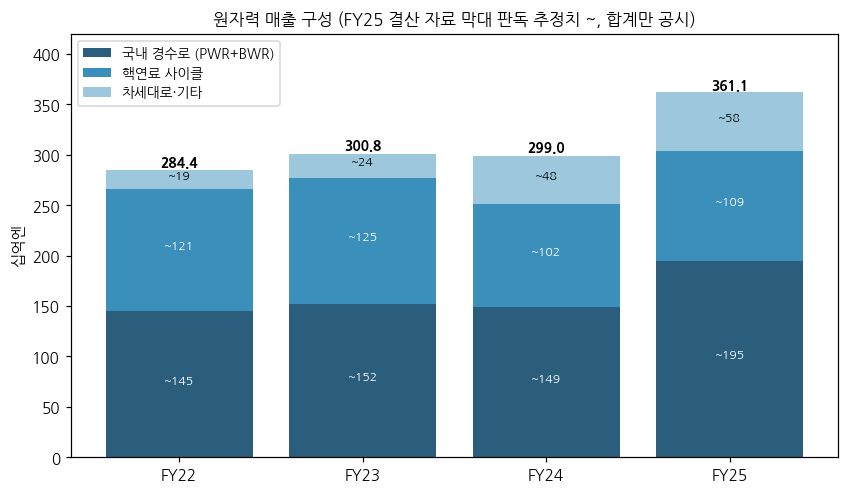 원자력 매출 구성 (FY25 결산 자료 막대 판독 추정치 ~, 합계만 공시)
국내 경수로 (PWR+BWR)
핵연료 사이클
차세대로·기타
십억엔
400
350
300
250
200
150
100
50
0
284.4
~19
~121
~145
300.8
~24
~125
~152
299.0
~48
~102
~149
361.1
~58
~109
~195
FY22
FY23
FY24
FY25